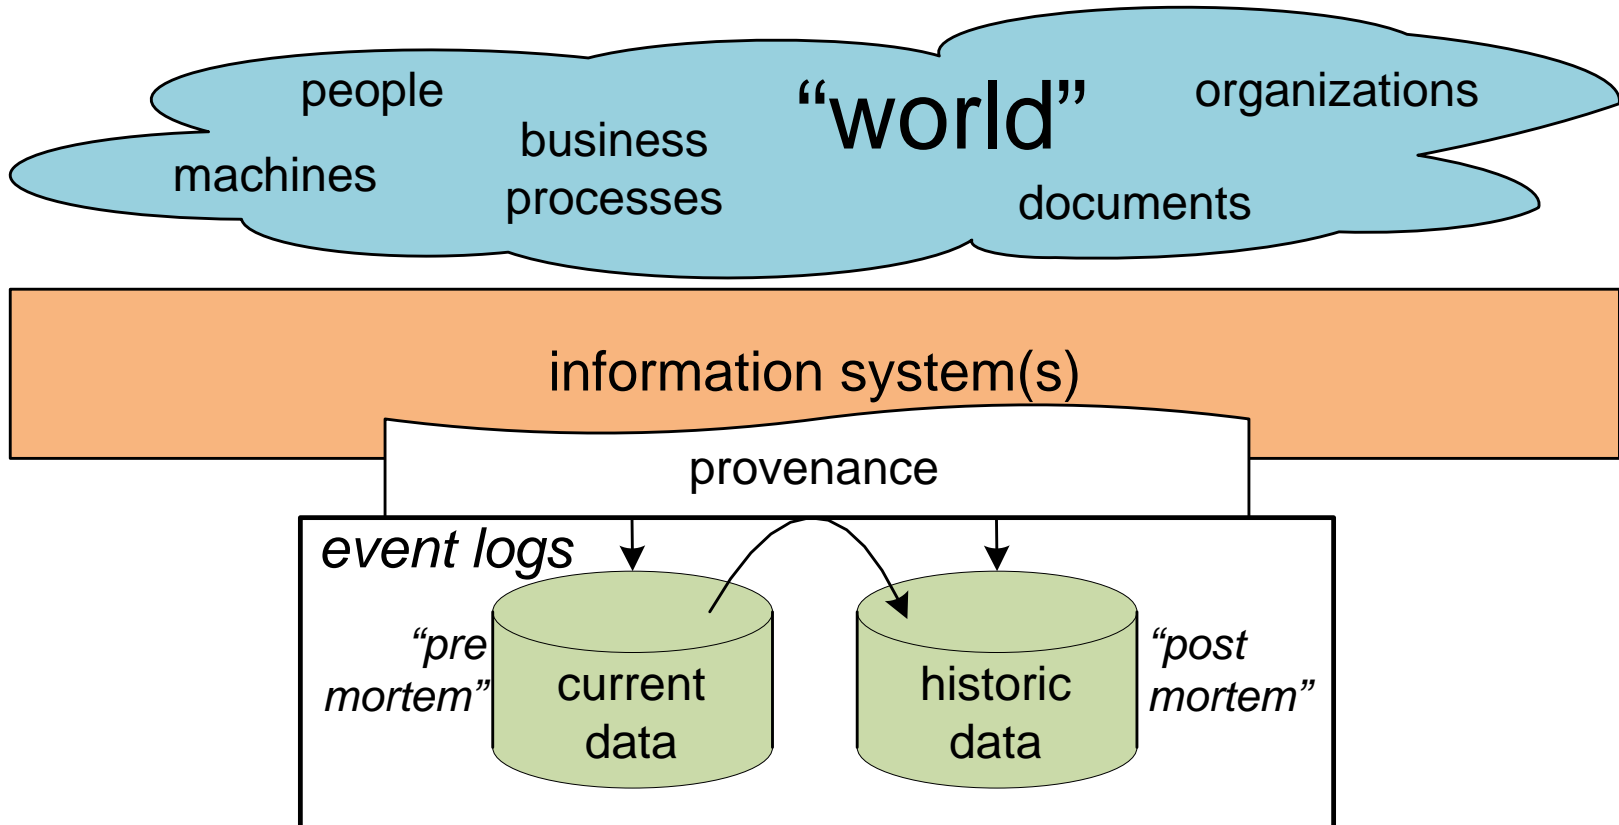 people
“world”
organizations
business
processes
machines
documents
information system(s)
provenance
event logs
“pre
mortem”
current
data
historic
data
“post
mortem”